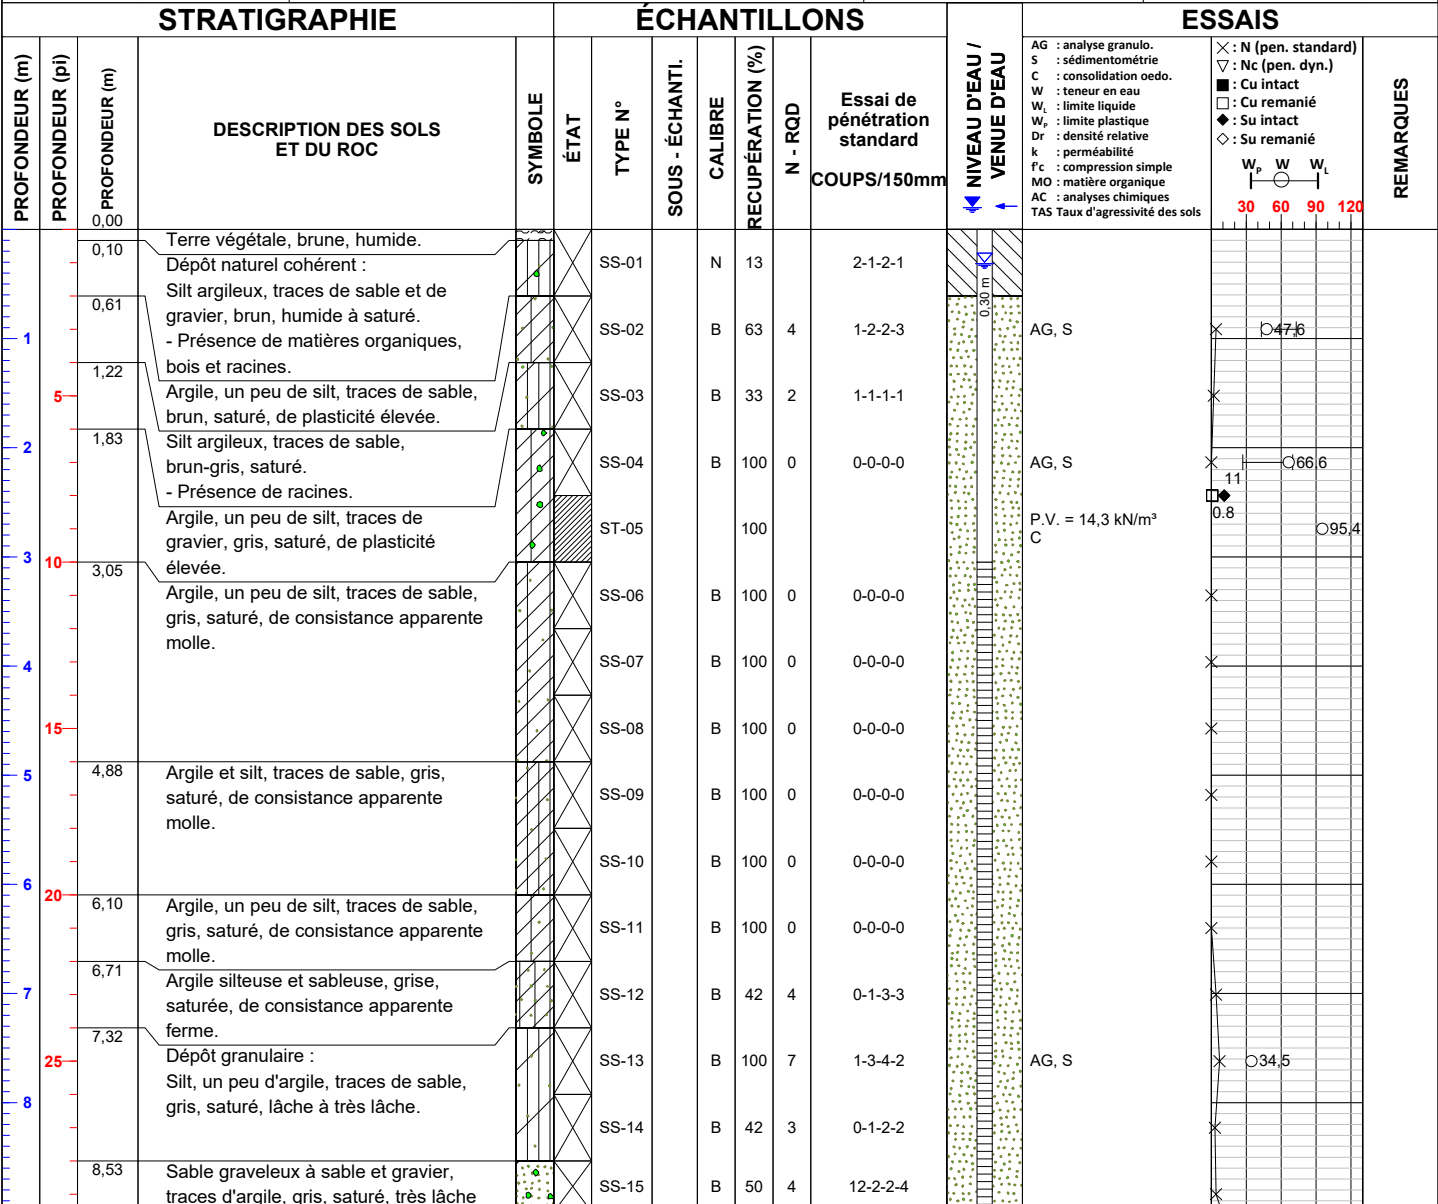 STRATIGRAPHIE
ÉCHANTILLONS
ESSAIS
PROFONDEUR (m)
PROFONDEUR (pi)
PROFONDEUR (m)
0,00
DESCRIPTION DES SOLS
ET DU ROC
SYMBOLE
ÉTAT
TYPE N°
SOUS - ÉCHANTI.
CALIBRE
RECUPÉRATION (%)
N - RQD
Essai de
pénétration
standard
COUPS/150mm
NIVEAU D'EAU /
VENUE D'EAU
AG : analyse granulo.
S : sédimentométrie
C : consolidation oedo.
W : teneur en eau
WL : limite liquide
WP : limite plastique
Dr : densité relative
k : perméabilité
f'c : compression simple
MO : matière organique
AC : analyses chimiques
TAS Taux d'agressivité des sols
: N (pen. standard)
: Nc (pen. dyn.)
: Cu intact
: Cu remanié
: Su intact
: Su remanié
WP W WL
30 60 90 120
REMARQUES
Terre végétale, brune, humide.
0,10
Dépôt naturel cohérent :
Silt argileux, traces de sable et de
gravier, brun, humide à saturé.
- Présence de matières organiques,
bois et racines.
SS-01 N 13 2-1-2-1
0,30 m
0,61
Argile, un peu de silt, traces de sable,
brun, saturé, de plasticité élevée.
1
SS-02 B 63 4 1-2-2-3 AG, S 47,6
1,22
Silt argileux, traces de sable,
brun-gris, saturé.
- Présence de racines.
5
SS-03 B 33 2 1-1-1-1
1,83
Argile, un peu de silt, traces de
gravier, gris, saturé, de plasticité
élevée.
2
SS-04 B 100 0 0-0-0-0 AG, S 66,6
11
0.8
ST-05 100 P.V. = 14,3 kN/m³
C
95,4
3
10
3,05
Argile, un peu de silt, traces de sable,
gris, saturé, de consistance apparente
molle.
SS-06 B 100 0 0-0-0-0
4
SS-07 B 100 0 0-0-0-0
15
SS-08 B 100 0 0-0-0-0
5
4,88
Argile et silt, traces de sable, gris,
saturé, de consistance apparente
molle.
SS-09 B 100 0 0-0-0-0
SS-10 B 100 0 0-0-0-0
6
20
6,10
Argile, un peu de silt, traces de sable,
gris, saturé, de consistance apparente
molle.
SS-11 B 100 0 0-0-0-0
6,71
Argile silteuse et sableuse, grise,
saturée, de consistance apparente
ferme.
7
SS-12 B 42 4 0-1-3-3
7,32
Dépôt granulaire :
Silt, un peu d'argile, traces de sable,
gris, saturé, lâche à très lâche.
25
SS-13 B 100 7 1-3-4-2 AG, S 34,5
8
SS-14 B 42 3 0-1-2-2
8,53
Sable graveleux à sable et gravier,
traces d'argile, gris, saturé, très lâche
SS-15 B 50 4 12-2-2-4